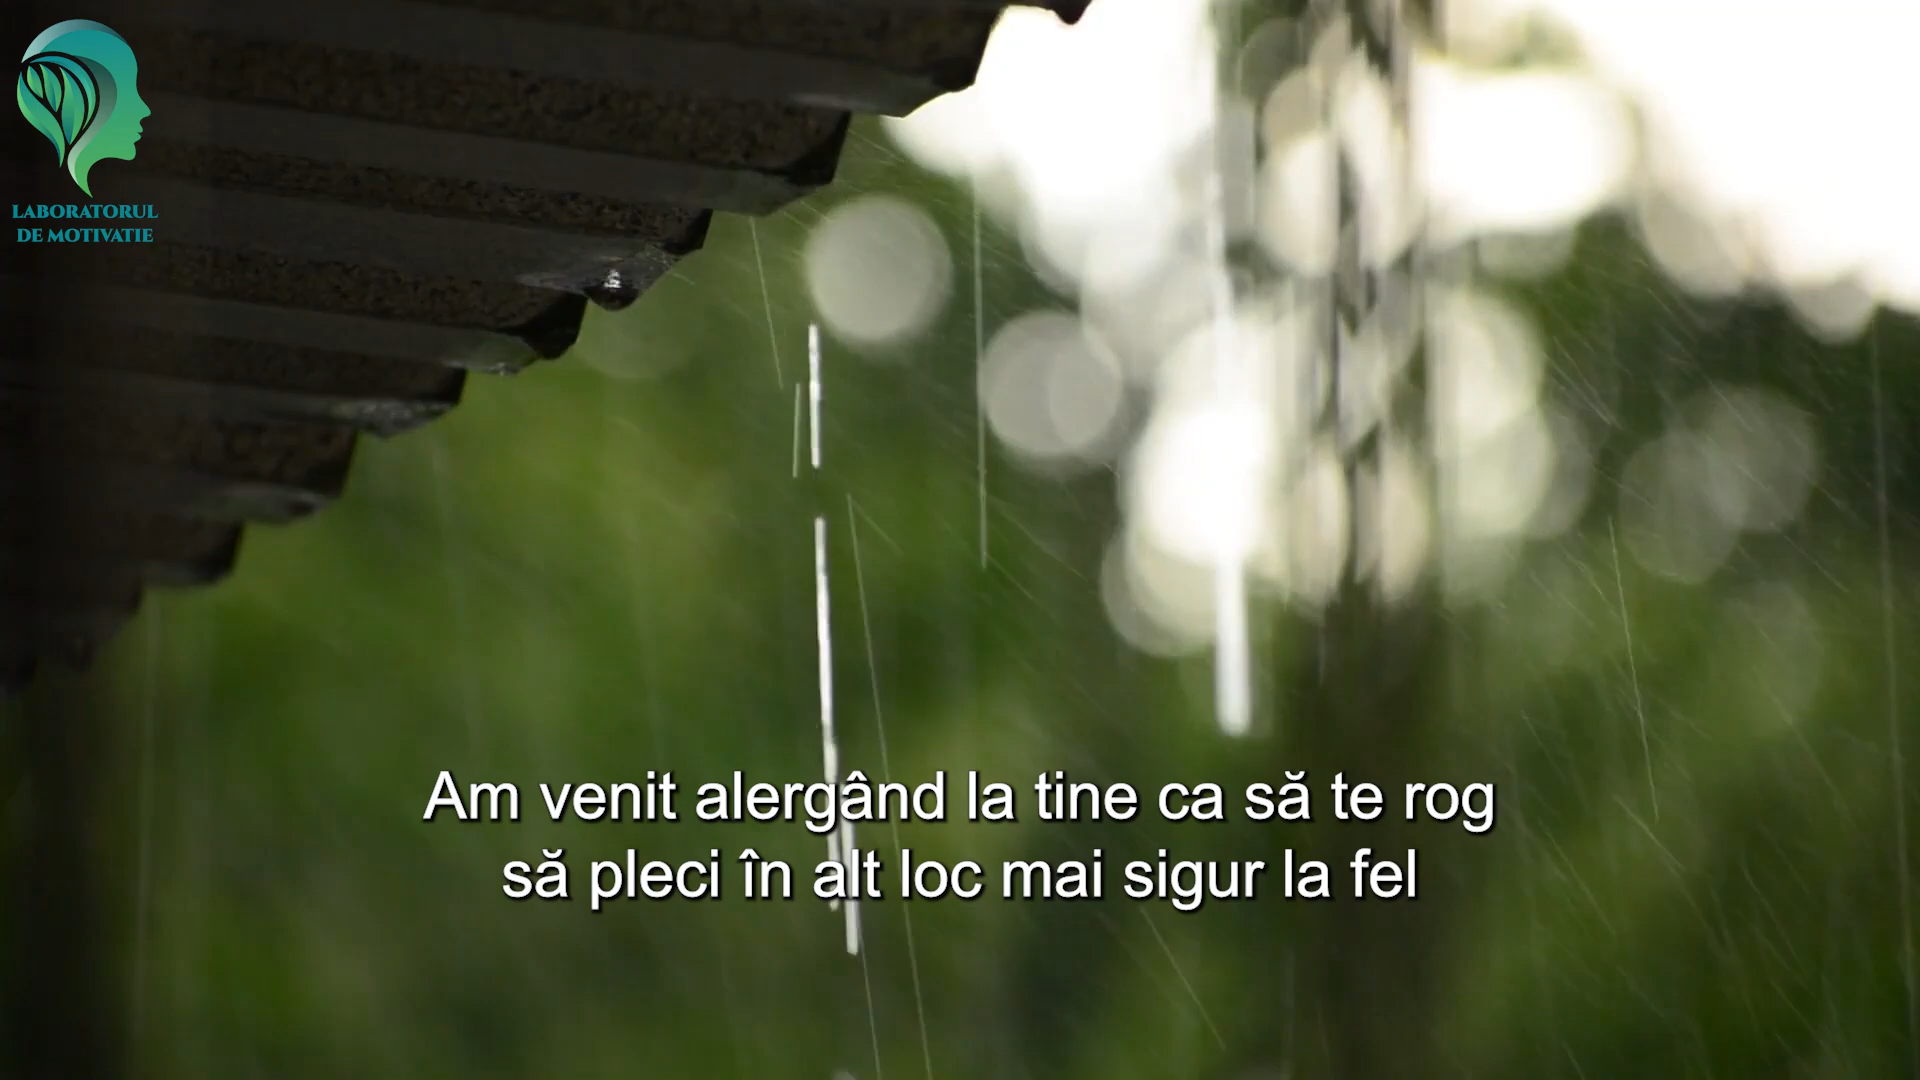 LABORATORUL
DE MOTIVATIE
Am venit alergând la tine ca să te rog
să pleci în alt loc mai sigur la fel